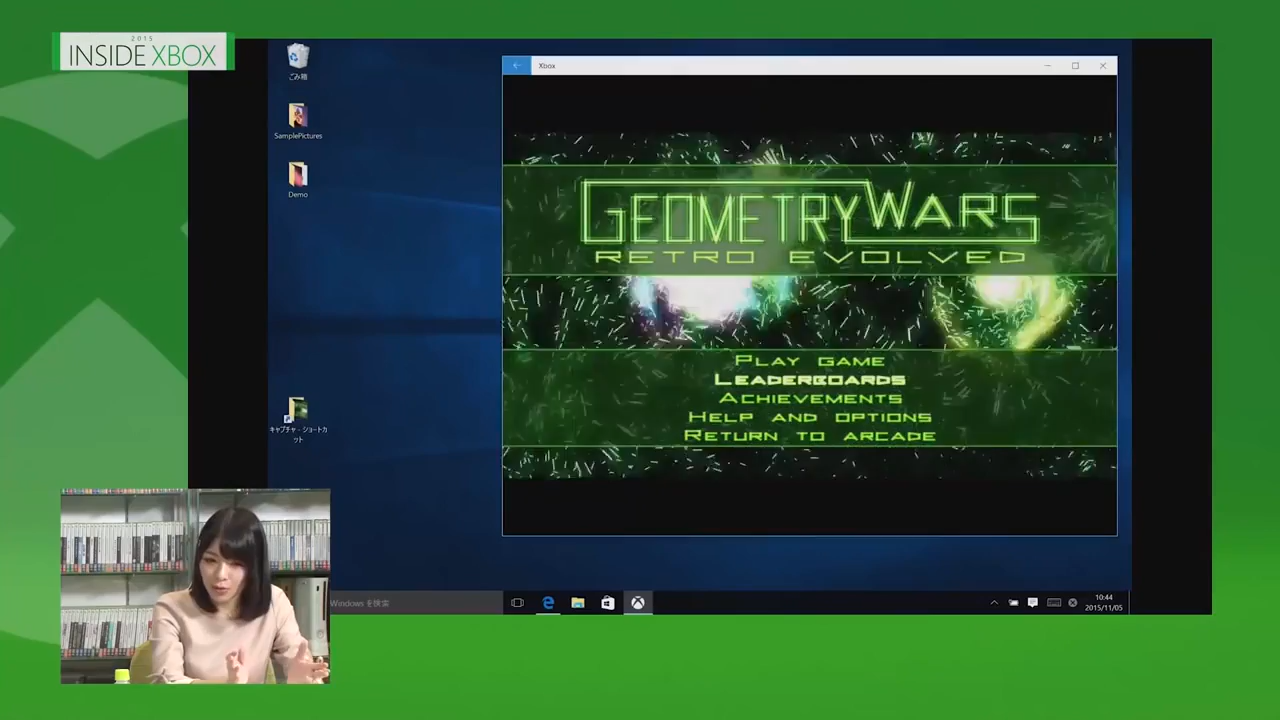 2015
INSIDE XBOX
ごみ箱
SamplePictures
Demo
キャプチャ - ショートカ
ット
Xbox
GEOMETRY WARS
RETRO EVOLVED
PLAY GAME
LEADERBOARDS
ACHIEVEMENTS
HELP AND OPTIONS
RETURN TO ARCADE
Windows を検索
10:44
2015/11/05